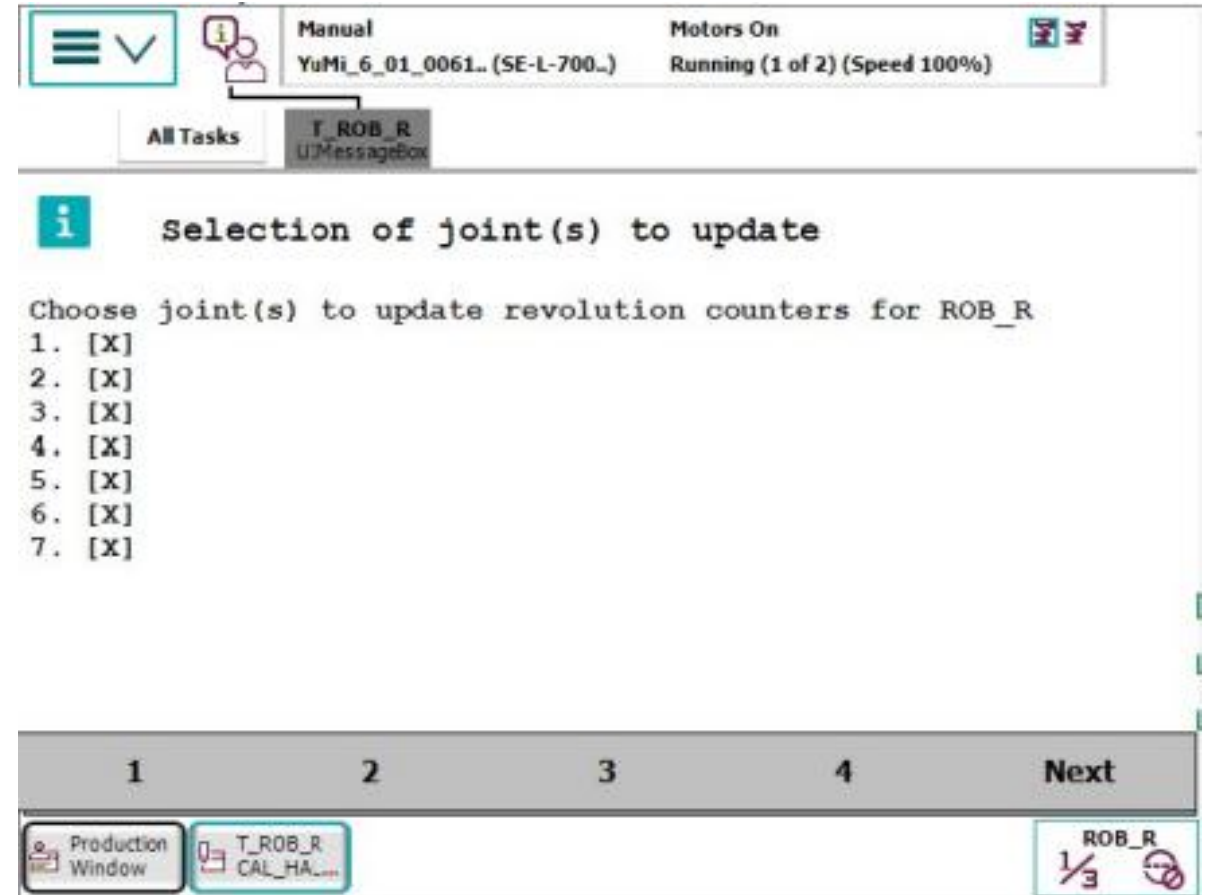 Manual
YuMi_6_01_0061.. (SE-L-700..)
Motors On
Running (1 of 2) (Speed 100%)
All Tasks
T_ROB_R
UIMessageBox
i Selection of joint(s) to update
Choose joint(s) to update revolution counters for ROB_R
1. [X]
2. [X]
3. [X]
4. [X]
5. [X]
6. [X]
7. [X]
1 2 3 4 Next
Production
Window
T_ROB_R
CAL_HA...
ROB_R
1/3